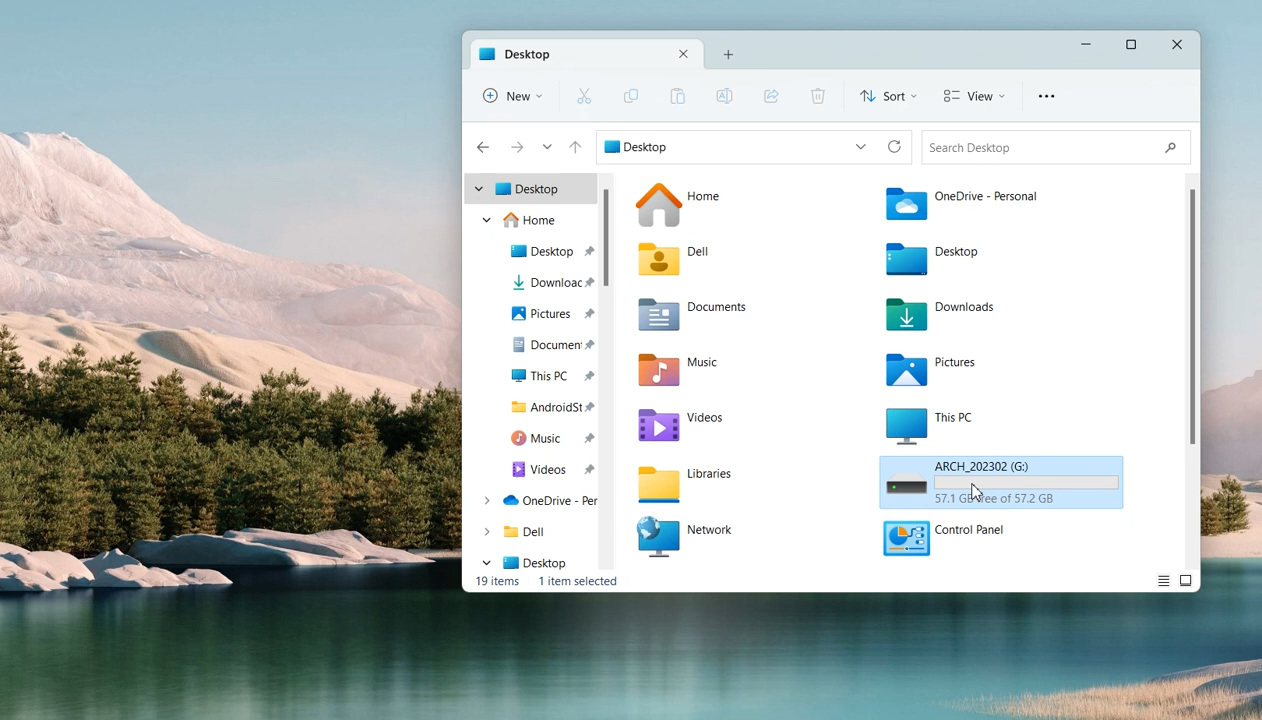 Desktop
New
Sort
View
Desktop
Search Desktop
Desktop
Home
Desktop
Downloac
Pictures
Documen
This PC
AndroidSt
Music
Videos
OneDrive - Per
Dell
Desktop
Home
OneDrive - Personal
Dell
Desktop
Documents
Downloads
Music
Pictures
Videos
This PC
Libraries
ARCH_202302 (G:)
57.1 GB free of 57.2 GB
Network
Control Panel
19 items
1 item selected